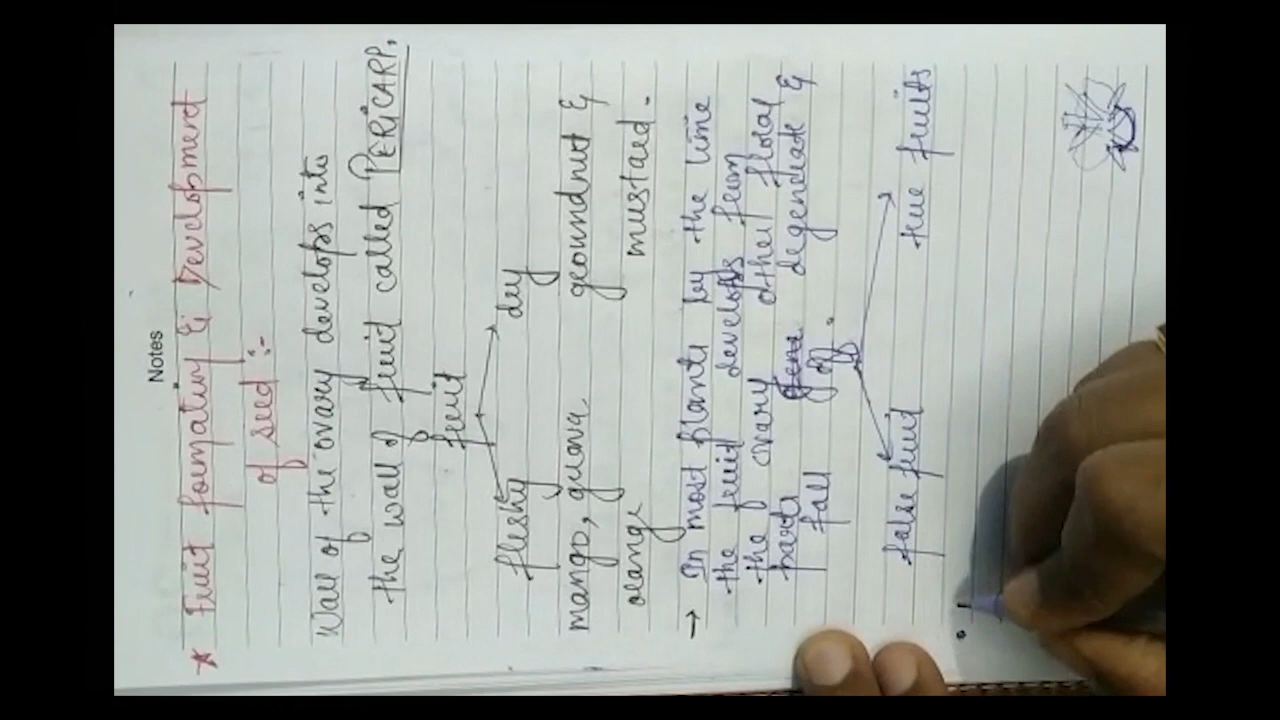 Notes
* Fruit formation & Development
of seed :-
Wall of the ovary develops into
the wall of fruit called PERICARP.
fruit
fleshy dry
mango, guava groundnut &
orange mustard.
→ In most plants by the time
the fruit develops from
the ovary other floral
parts degenerate &
fall off.
false fruit true fruits